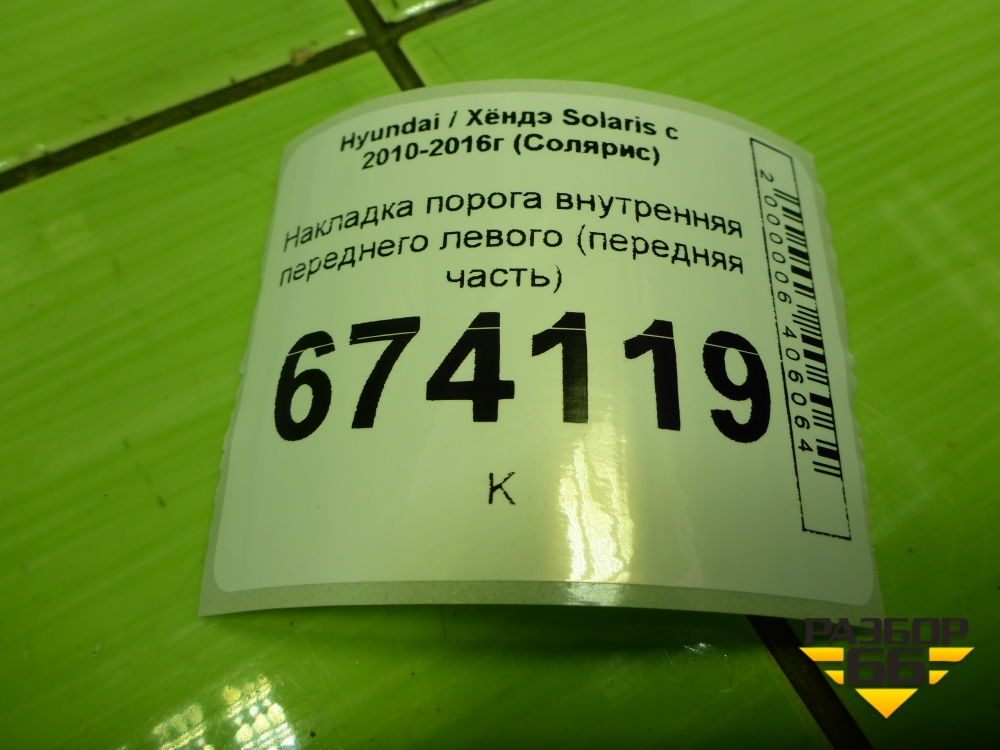 Hyundai / Хёндэ Solaris с
2010-2016г (Солярис)
Накладка порога внутренняя
переднего левого (передняя
часть)
674119
К
2000006406064
РАЗБОР
66